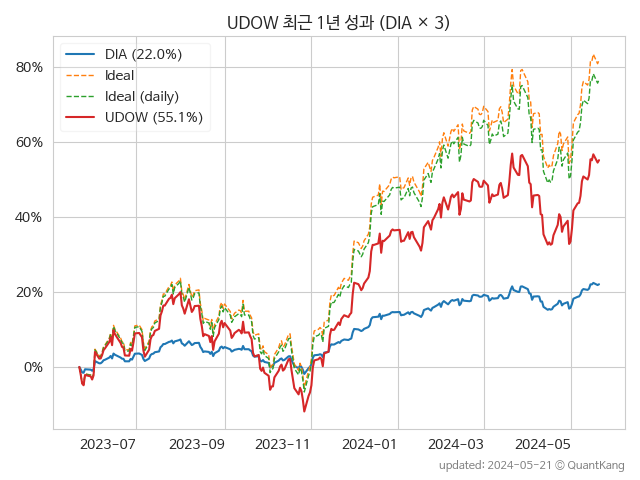 UDOW 최근 1년 성과 (DIA × 3)
DIA (22.0%)
Ideal
Ideal (daily)
UDOW (55.1%)
80%
60%
40%
20%
0%
2023-07 2023-09 2023-11 2024-01 2024-03 2024-05
updated: 2024-05-21 © QuantKang